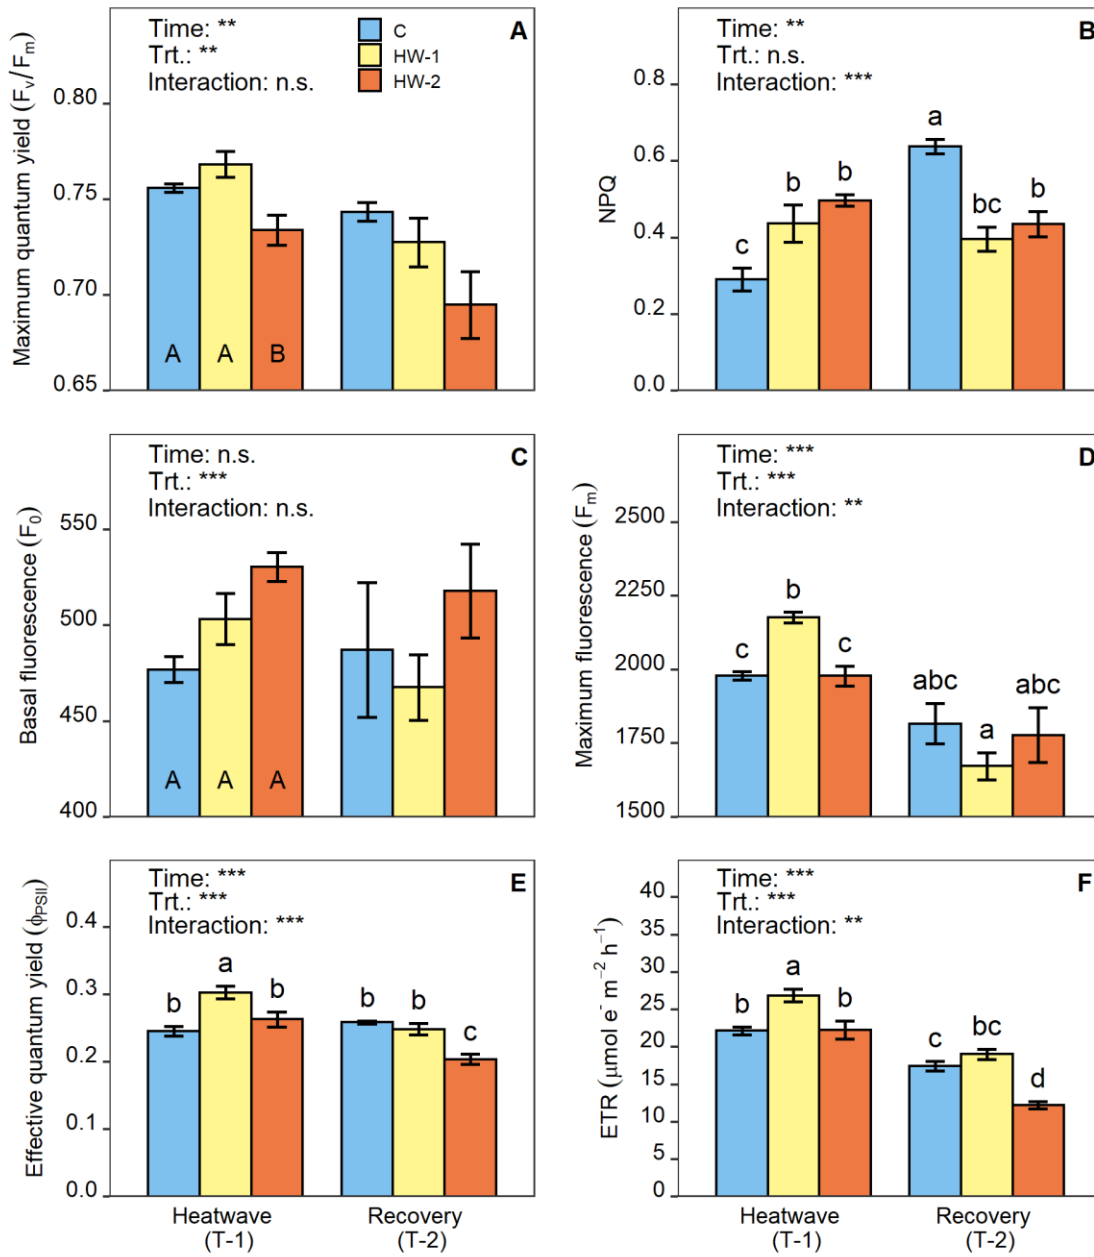 Time: **
Trt.: **
Interaction: n.s.
C
HW-1
HW-2
A
Maximum quantum yield (Fv/Fm)
0.80
0.75
0.70
0.65
A A B
Time: **
Trt.: n.s.
Interaction: ***
B
NPQ
0.8
0.6
0.4
0.2
0.0
c b b a bc b
Time: n.s.
Trt.: ***
Interaction: n.s.
C
Basal fluorescence (F0)
550
500
450
400
A A A
Time: ***
Trt.: ***
Interaction: **
D
Maximum fluorescence (Fm)
2500
2250
2000
1750
1500
c b c abc a abc
Time: ***
Trt.: ***
Interaction: ***
E
Effective quantum yield (ϕPSII)
0.4
0.3
0.2
0.1
0.0
b a b b b c
Heatwave
(T-1)
Recovery
(T-2)
Time: ***
Trt.: ***
Interaction: **
F
ETR (μmol e⁻ m⁻² h⁻¹)
40
35
30
25
20
15
10
5
0
b a b c bc d
Heatwave
(T-1)
Recovery
(T-2)